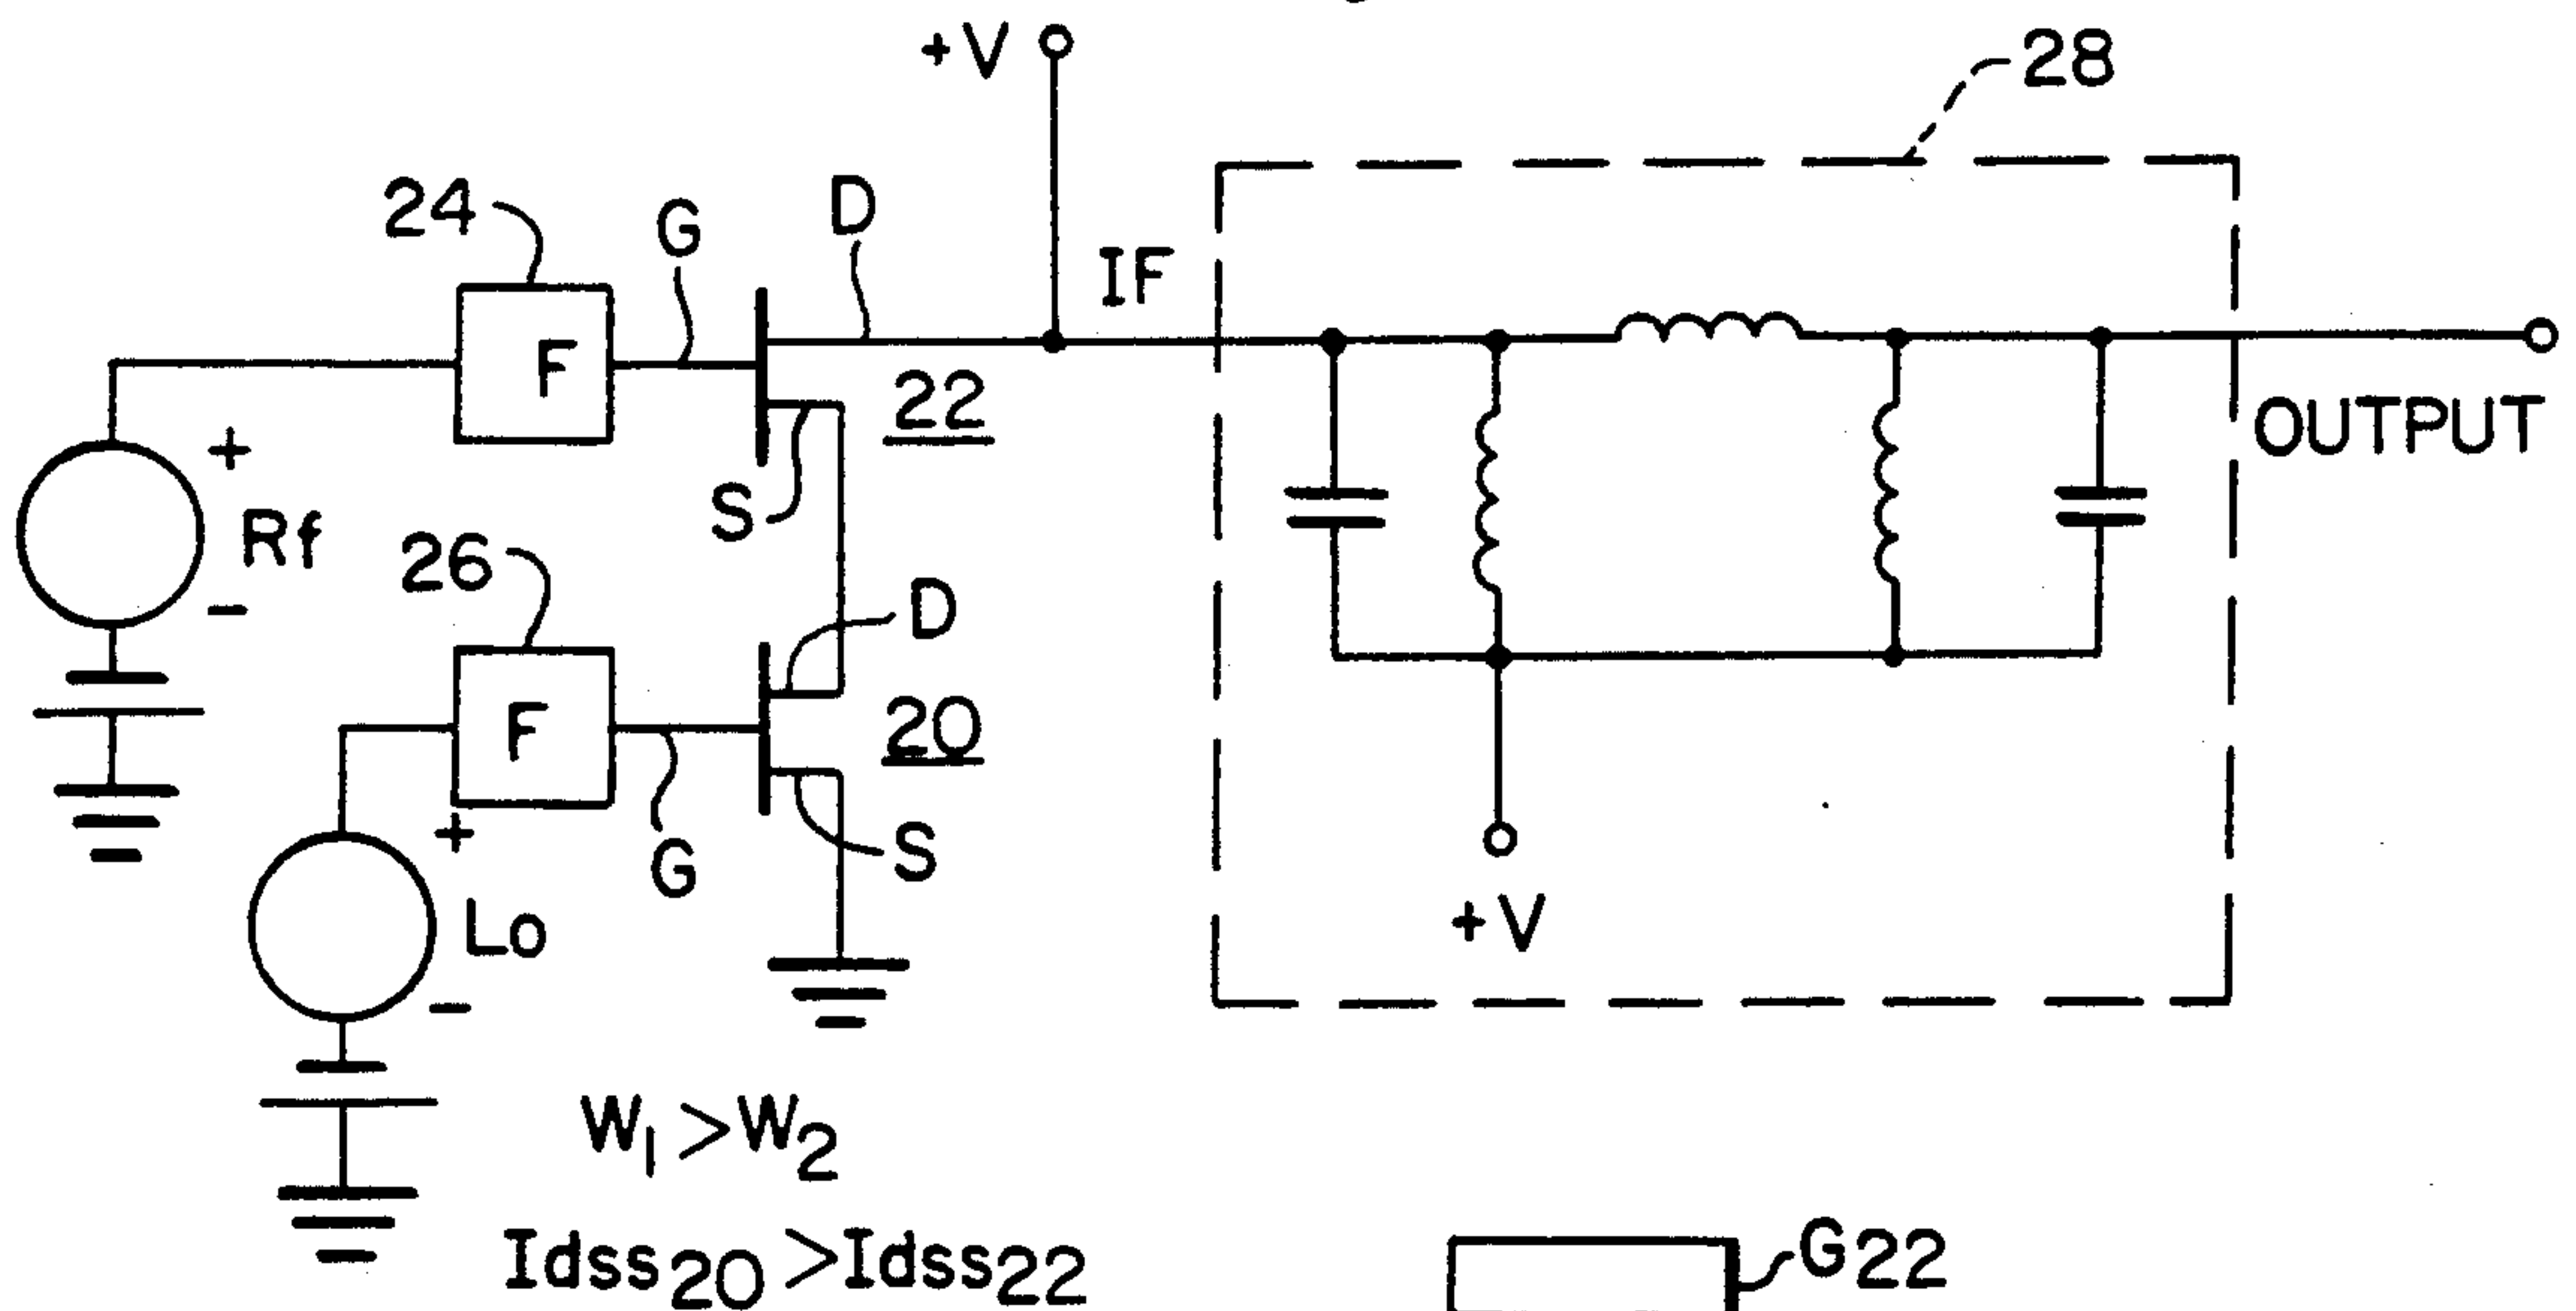 +V
28
24
G
D
IF
F
22
OUTPUT
+
Rf
-
S
26
D
F
20
+
G
S
Lo
-
+V
W1 > W2
Idss20 > Idss22
G22